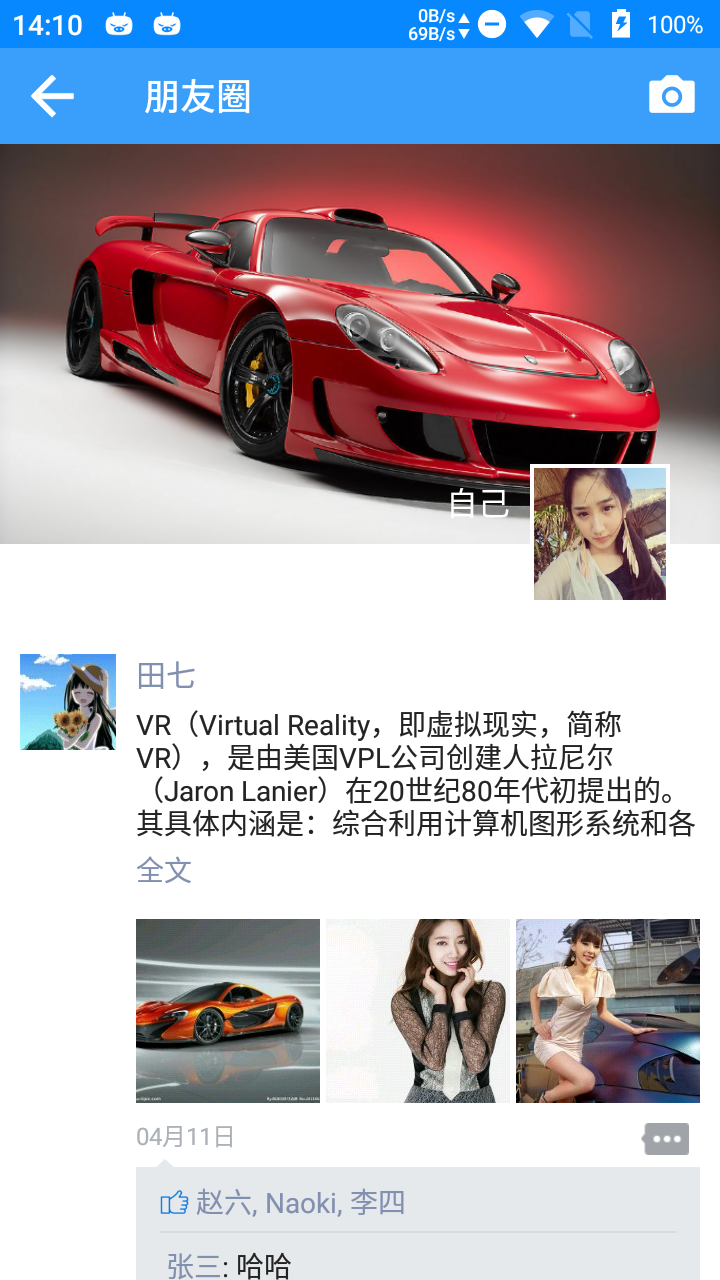 14:10
0B/s
69B/s
100%
朋友圈
自己
田七
VR（Virtual Reality，即虚拟现实，简称
VR），是由美国VPL公司创建人拉尼尔
（Jaron Lanier）在20世纪80年代初提出的。
其具体内涵是：综合利用计算机图形系统和各
全文
04月11日
赵六, Naoki, 李四
张三: 哈哈